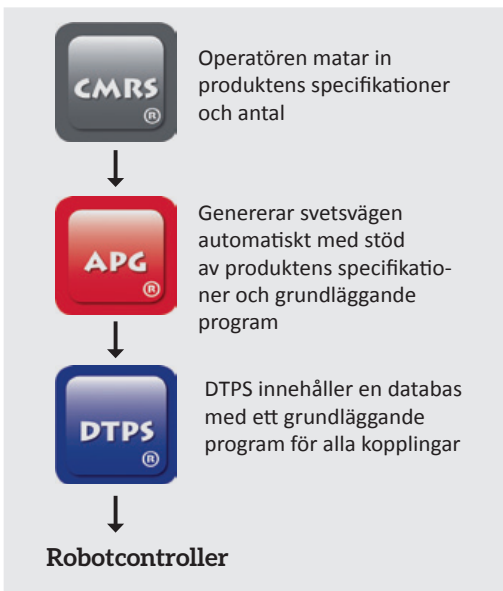 CMRS
®
Operatören matar in
produktens specifikationer
och antal
APG
®
Genererar svetsvägen
automatiskt med stöd
av produktens specifikatio-
ner och grundläggande
program
DTPS
®
DTPS innehåller en databas
med ett grundläggande
program för alla kopplingar
Robotcontroller